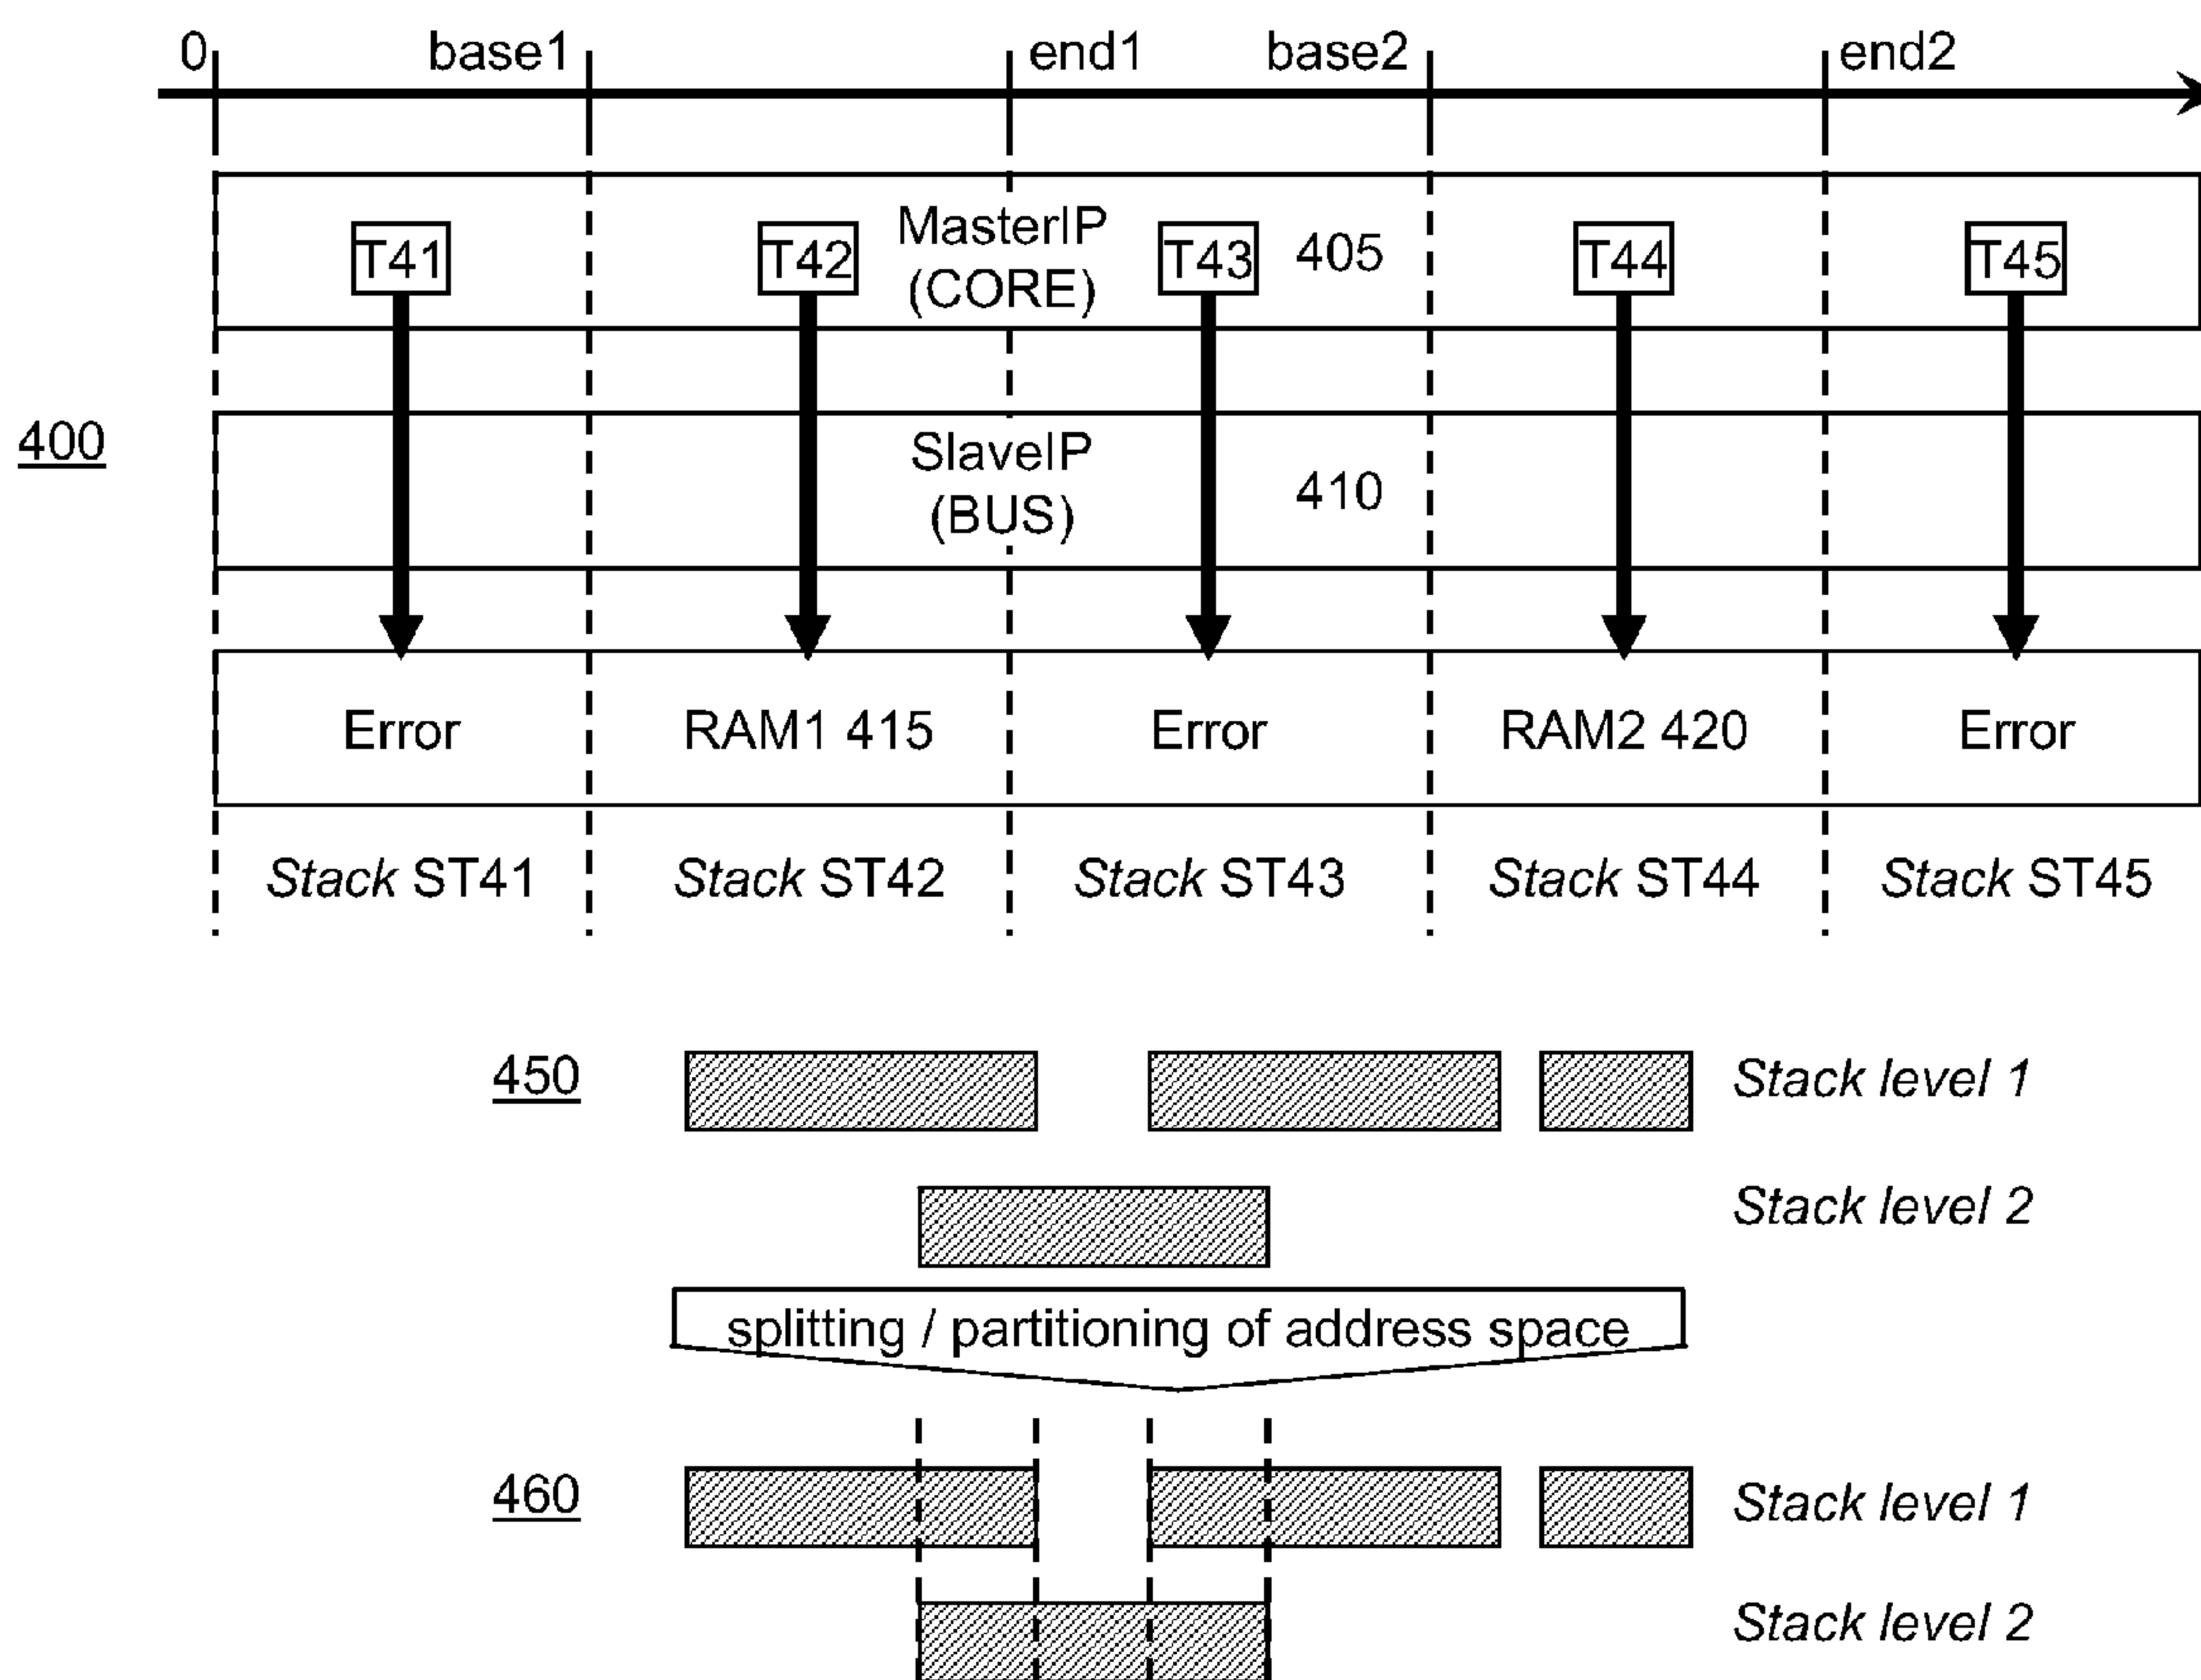 0 base1 end1 base2 end2
T41 T42 MasterIP (CORE) T43 405 T44 T45
400
SlaveIP
(BUS)
410
Error RAM1 415 Error RAM2 420 Error
Stack ST41 Stack ST42 Stack ST43 Stack ST44 Stack ST45
450 Stack level 1
Stack level 2
splitting / partitioning of address space
460 Stack level 1
Stack level 2